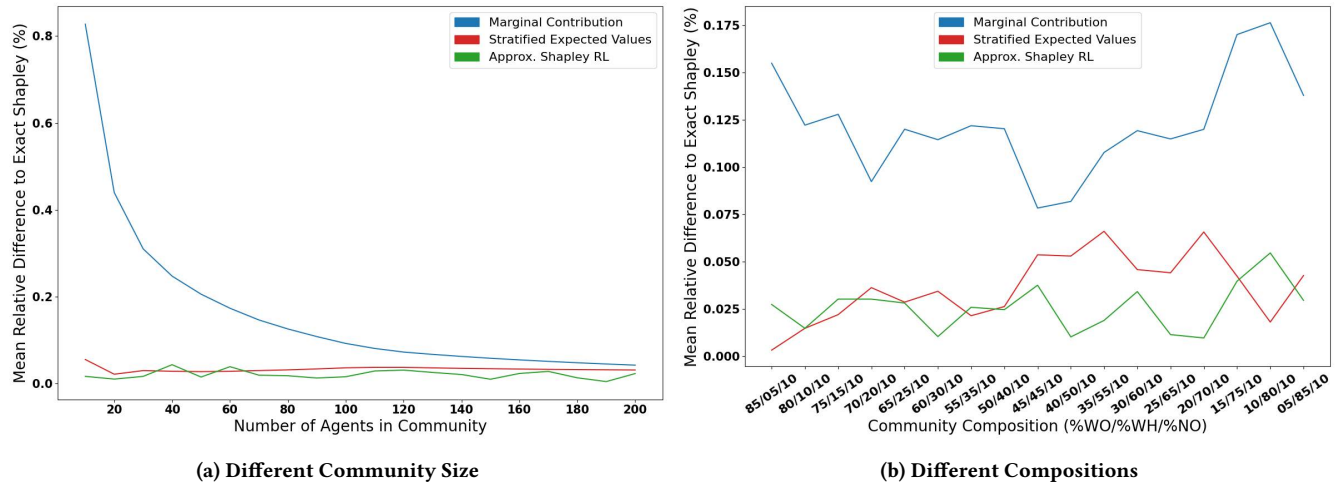 Mean Relative Difference to Exact Shapley (%)
0.8
0.6
0.4
0.2
0.0
Marginal Contribution
Stratified Expected Values
Approx. Shapley RL
20 40 60 80 100 120 140 160 180 200
Number of Agents in Community
(a) Different Community Size
Mean Relative Difference to Exact Shapley (%)
0.175
0.150
0.125
0.100
0.075
0.050
0.025
0.000
Marginal Contribution
Stratified Expected Values
Approx. Shapley RL
85/05/10 80/10/10 75/15/10 70/20/10 65/25/10 60/30/10 55/35/10 50/40/10 45/45/10 40/50/10 35/55/10 30/60/10 25/65/10 20/70/10 15/75/10 10/80/10 05/85/10
Community Composition (%WO/%WH/%NO)
(b) Different Compositions